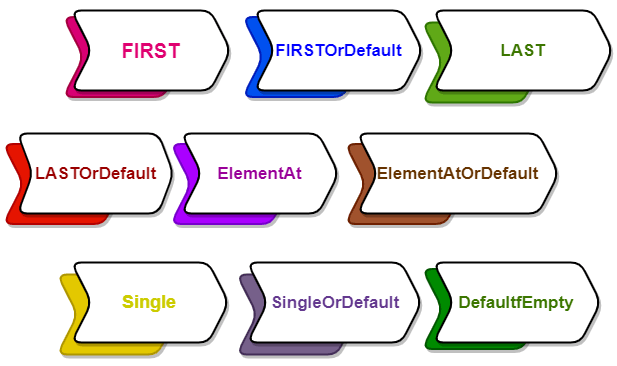 FIRST
FIRSTOrDefault
LAST
LASTOrDefault
ElementAt
ElementAtOrDefault
Single
SingleOrDefault
DefaultfEmpty